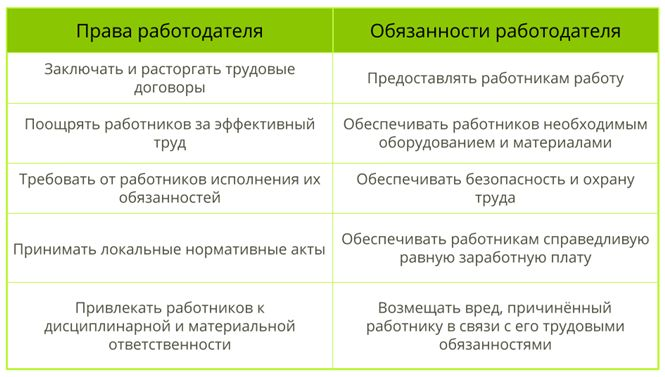 Права работодателя
Обязанности работодателя
Заключать и расторгать трудовые
договоры
Предоставлять работникам работу
Поощрять работников за эффективный
труд
Обеспечивать работников необходимым
оборудованием и материалами
Требовать от работников исполнения их
обязанностей
Обеспечивать безопасность и охрану
труда
Принимать локальные нормативные акты
Обеспечивать работникам справедливую
равную заработную плату
Привлекать работников к
дисциплинарной и материальной
ответственности
Возмещать вред, причинённый
работнику в связи с его трудовыми
обязанностями